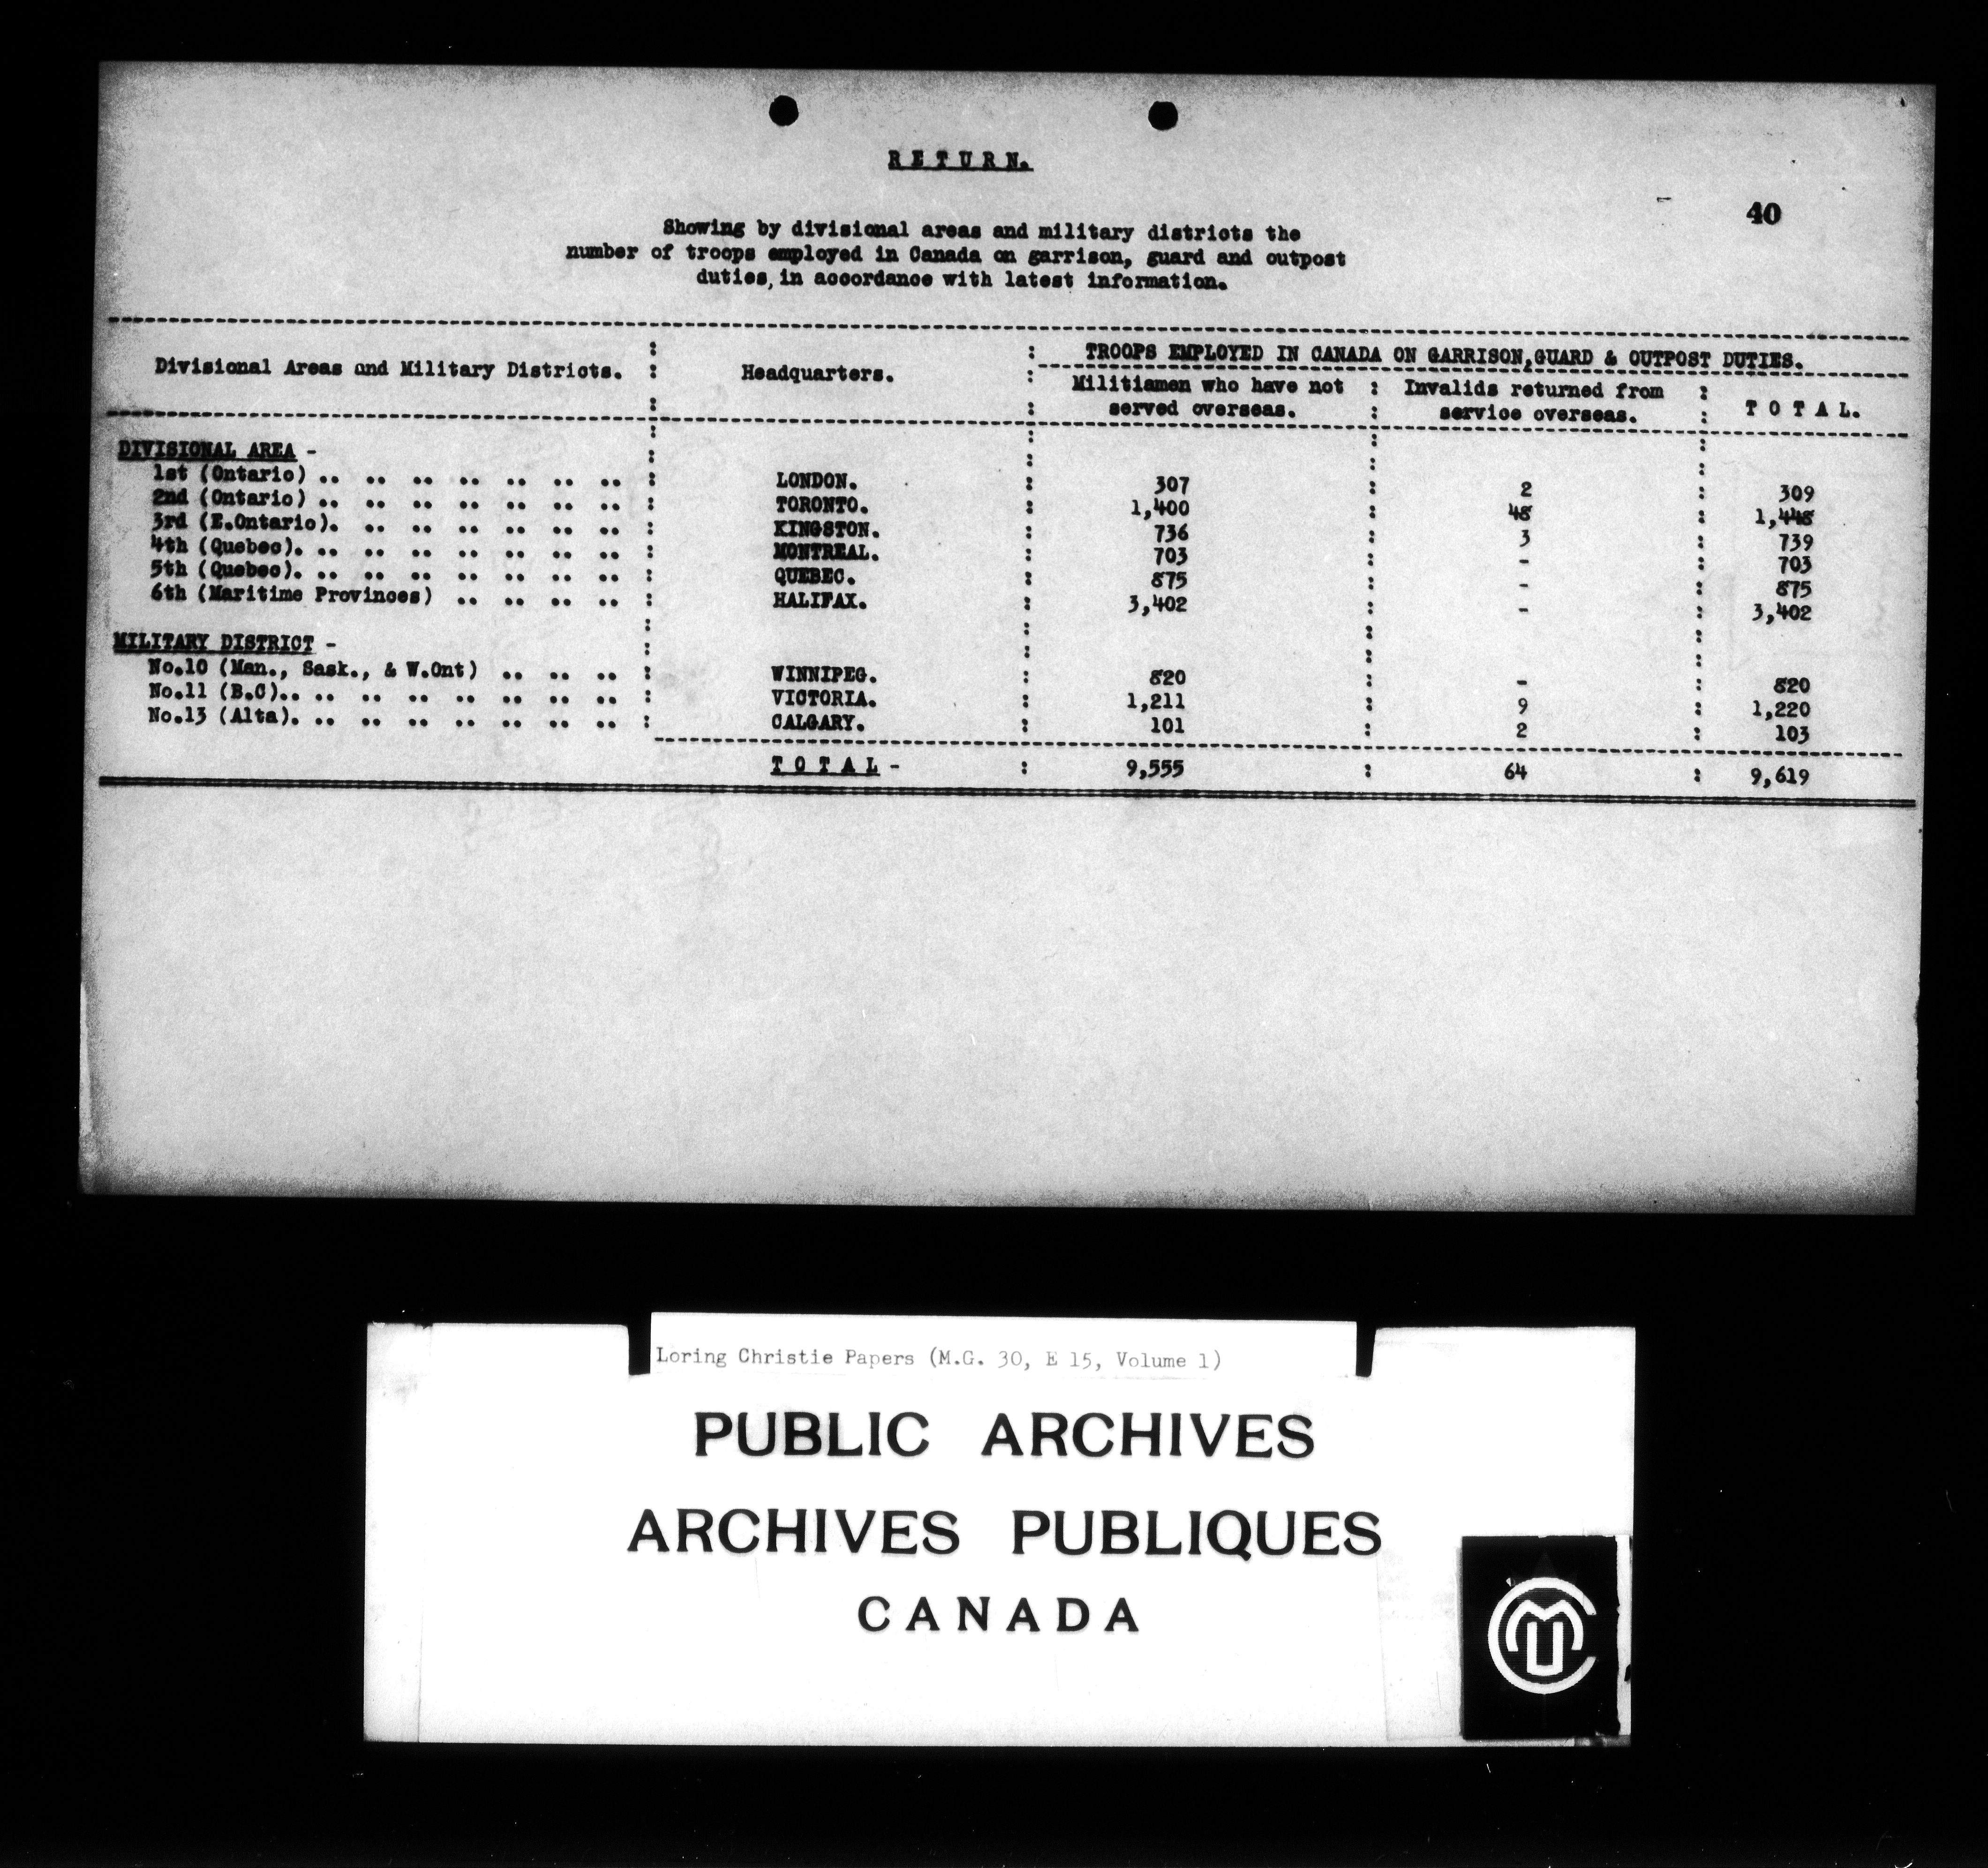 R E T U R N.
40
Showing by divisional areas and military districts the
number of troops employed in Canada on garrison, guard and outpost
duties, in accordance with latest information.
Divisional Areas and Military Districts. : Headquarters. : TROOPS EMPLOYED IN CANADA ON GARRISON,GUARD & OUTPOST DUTIES.
Militiamen who have not : Invalids returned from : T O T A L.
served overseas. : service overseas. :
DIVISIONAL AREA -
1st (Ontario) .. .. .. .. .. .. .. : LONDON. : 307 : 2 : 309
2nd (Ontario) .. .. .. .. .. .. .. : TORONTO. : 1,400 : 48 : 1,448
3rd (E.Ontario). .. .. .. .. .. .. : KINGSTON. : 736 : 3 : 739
4th (Quebec). .. .. .. .. .. .. .. : MONTREAL. : 703 : - : 703
5th (Quebec). .. .. .. .. .. .. .. : QUEBEC. : 875 : - : 875
6th (Maritime Provinces) .. .. .. .. : HALIFAX. : 3,402 : - : 3,402
MILITARY DISTRICT -
No.10 (Man., Sask., & W.Ont) .. .. .. : WINNIPEG. : 820 : - : 820
No.11 (B.C).. .. .. .. .. .. .. .. : VICTORIA. : 1,211 : 9 : 1,220
No.13 (Alta). .. .. .. .. .. .. .. : CALGARY. : 101 : 2 : 103
T O T A L - : 9,555 : 64 : 9,619
Loring Christie Papers (M.G. 30, E 15, Volume 1)
PUBLIC ARCHIVES
ARCHIVES PUBLIQUES
CANADA